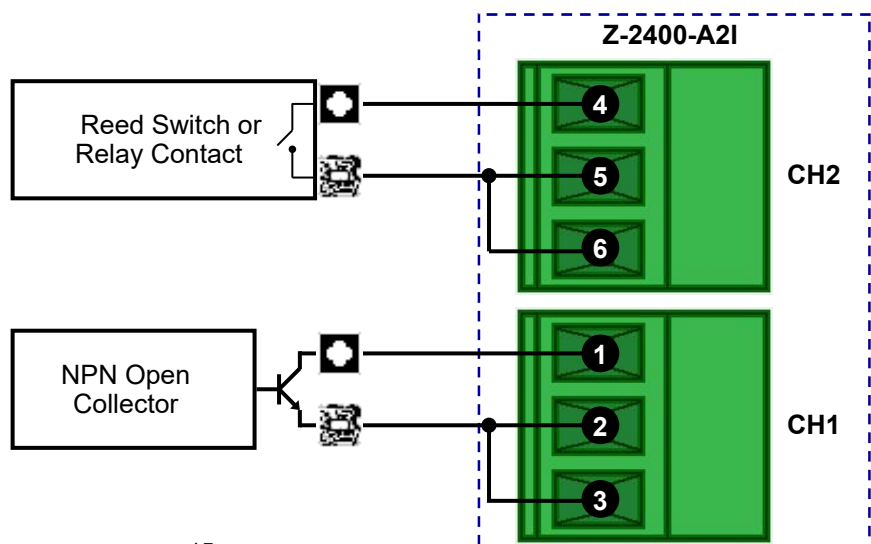 Z-2400-A2I
Reed Switch or
Relay Contact
4
5
6
CH2
NPN Open
Collector
1
2
3
CH1